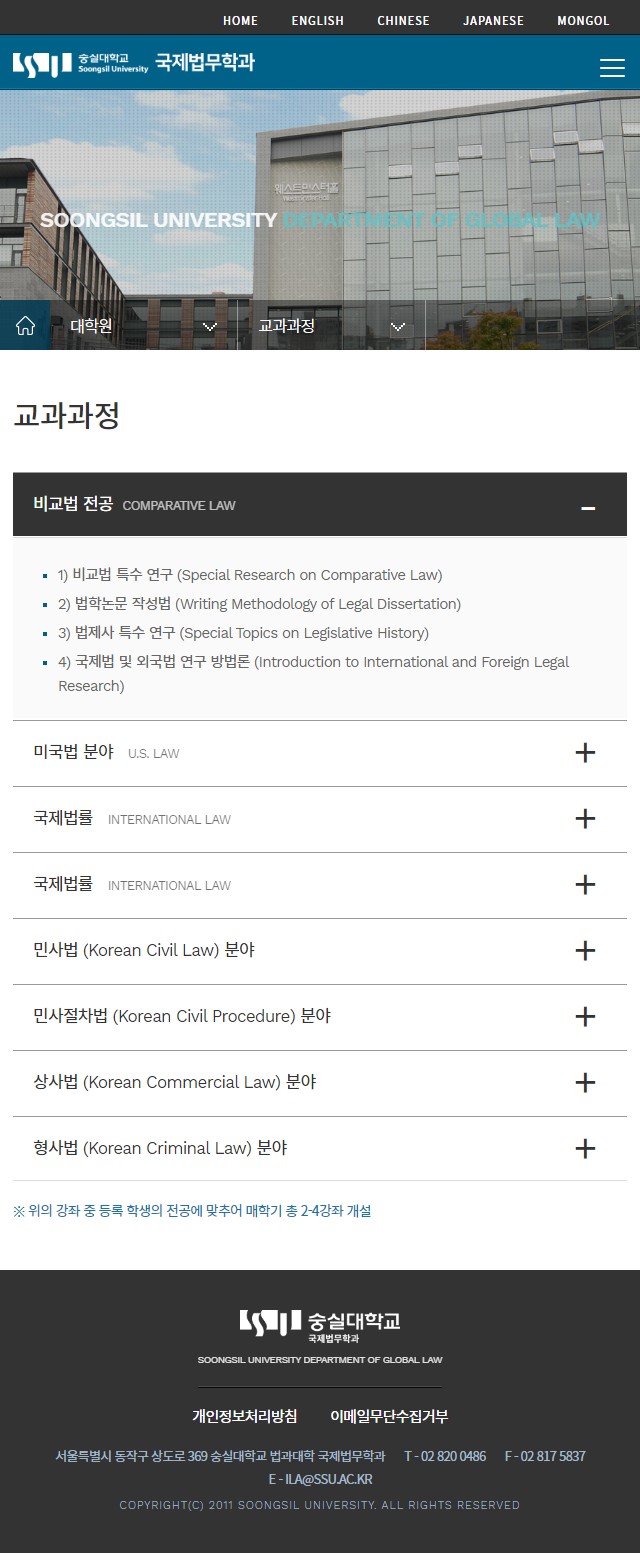 HOME ENGLISH CHINESE JAPANESE MONGOL
숭실대학교
Soongsil University 국제법무학과
웨스트민스터홀
Westminster Hall
SOONGSIL UNIVERSITY DEPARTMENT OF GLOBAL LAW
대학원 교과과정
교과과정
비교법 전공 COMPARATIVE LAW
1) 비교법 특수 연구 (Special Research on Comparative Law)
2) 법학논문 작성법 (Writing Methodology of Legal Dissertation)
3) 법제사 특수 연구 (Special Topics on Legislative History)
4) 국제법 및 외국법 연구 방법론 (Introduction to International and Foreign Legal
Research)
미국법 분야 U.S. LAW
국제법률 INTERNATIONAL LAW
국제법률 INTERNATIONAL LAW
민사법 (Korean Civil Law) 분야
민사절차법 (Korean Civil Procedure) 분야
상사법 (Korean Commercial Law) 분야
형사법 (Korean Criminal Law) 분야
※ 위의 강좌 중 등록 학생의 전공에 맞추어 매학기 총 2-4강좌 개설
숭실대학교
국제법무학과
SOONGSIL UNIVERSITY DEPARTMENT OF GLOBAL LAW
개인정보처리방침 이메일무단수집거부
서울특별시 동작구 상도로 369 숭실대학교 법과대학 국제법무학과 T - 02 820 0486 F - 02 817 5837
E - ILA@SSU.AC.KR
COPYRIGHT(C) 2011 SOONGSIL UNIVERSITY. ALL RIGHTS RESERVED